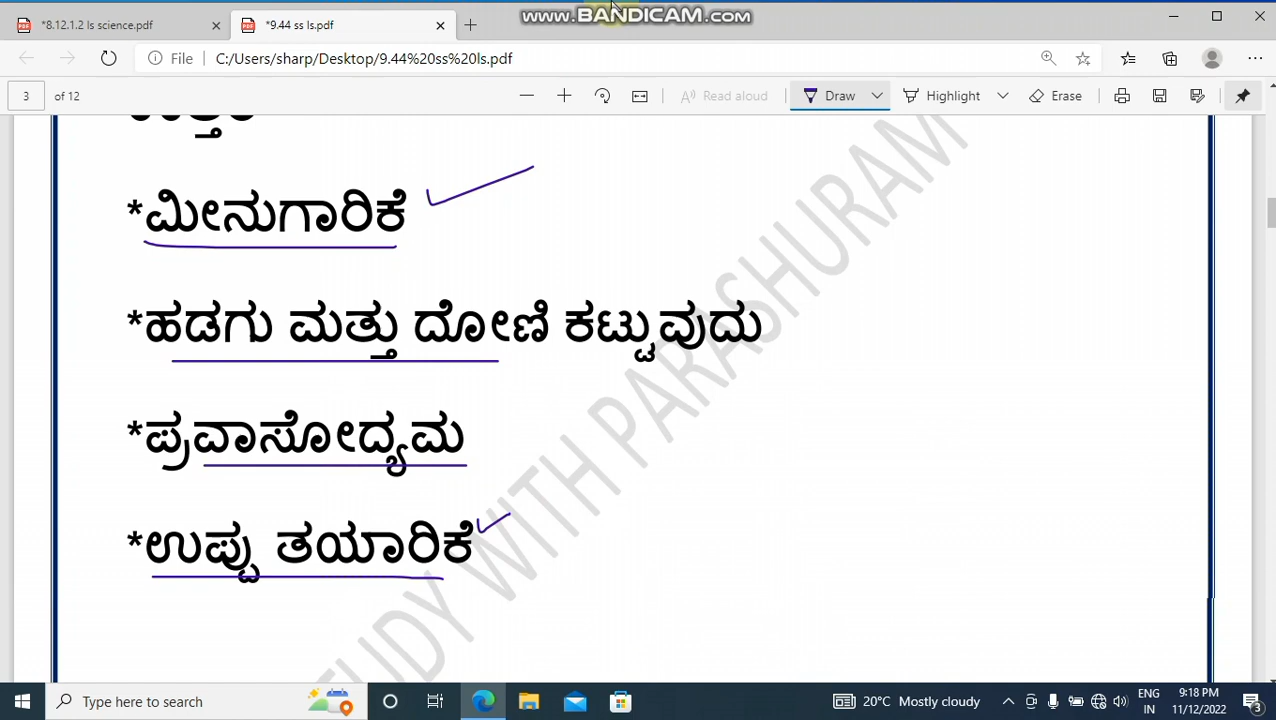 www.BANDICAM.com
*8.12.1.2 ls science.pdf
*9.44 ss ls.pdf
File C:/Users/sharp/Desktop/9.44%20ss%20ls.pdf
3 of 12 Read aloud Draw Highlight Erase
*ಮೀನುಗಾರಿಕೆ
*ಹಡಗು ಮತ್ತು ದೋಣಿ ಕಟ್ಟುವುದು
*ಪ್ರವಾಸೋದ್ಯಮ
*ಉಪ್ಪು ತಯಾರಿಕೆ
STUDY WITH PARASHURAM
Type here to search
20°C Mostly cloudy
ENG
IN
9:18 PM
11/12/2022
3